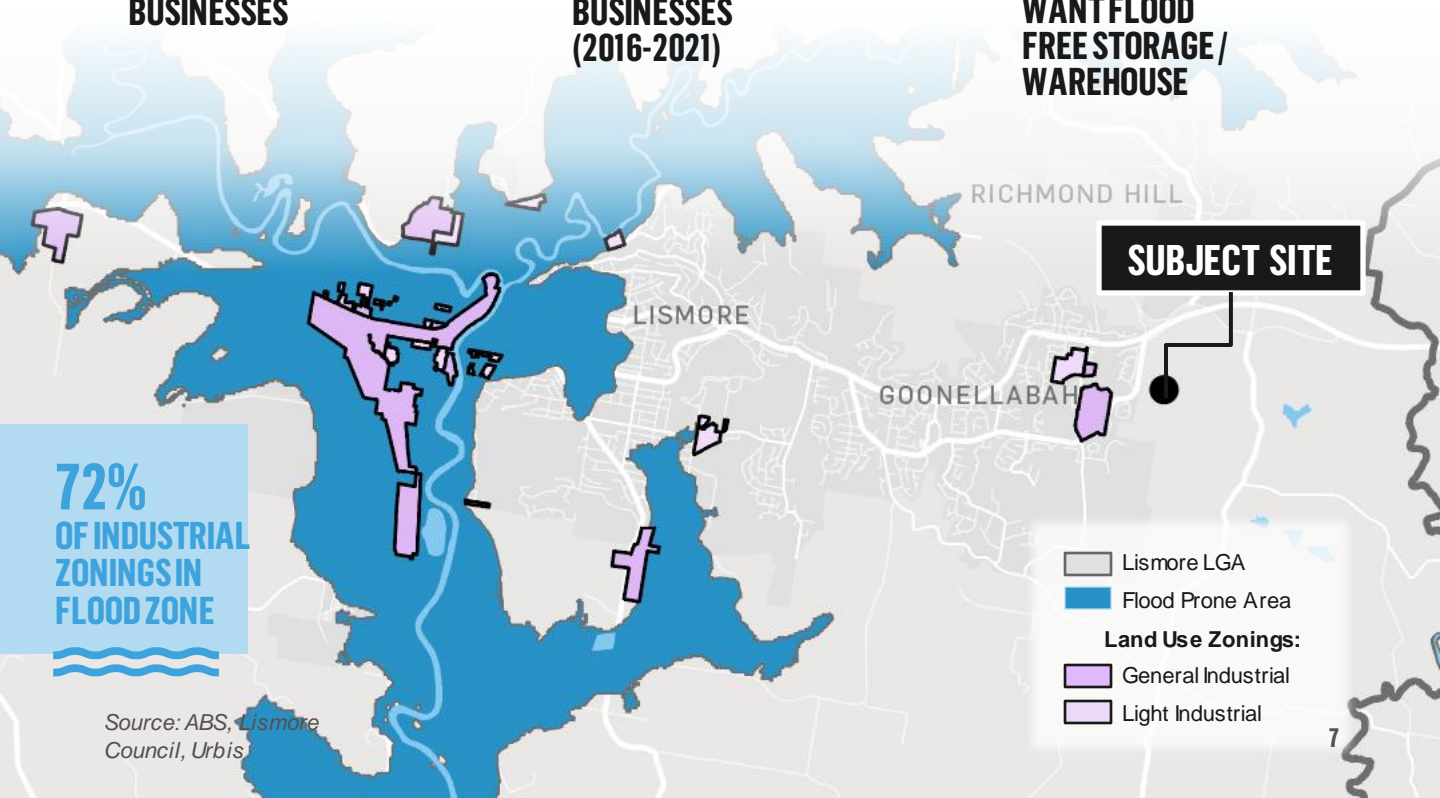 BUSINESSES
BUSINESSES
(2016-2021)
WANT FLOOD
FREE STORAGE /
WAREHOUSE
RICHMOND HILL
SUBJECT SITE
LISMORE
GOONELLABAH
72%
OF INDUSTRIAL
ZONINGS IN
FLOOD ZONE
Source: ABS, Lismore
Council, Urbis
Lismore LGA
Flood Prone Area
Land Use Zonings:
General Industrial
Light Industrial
7